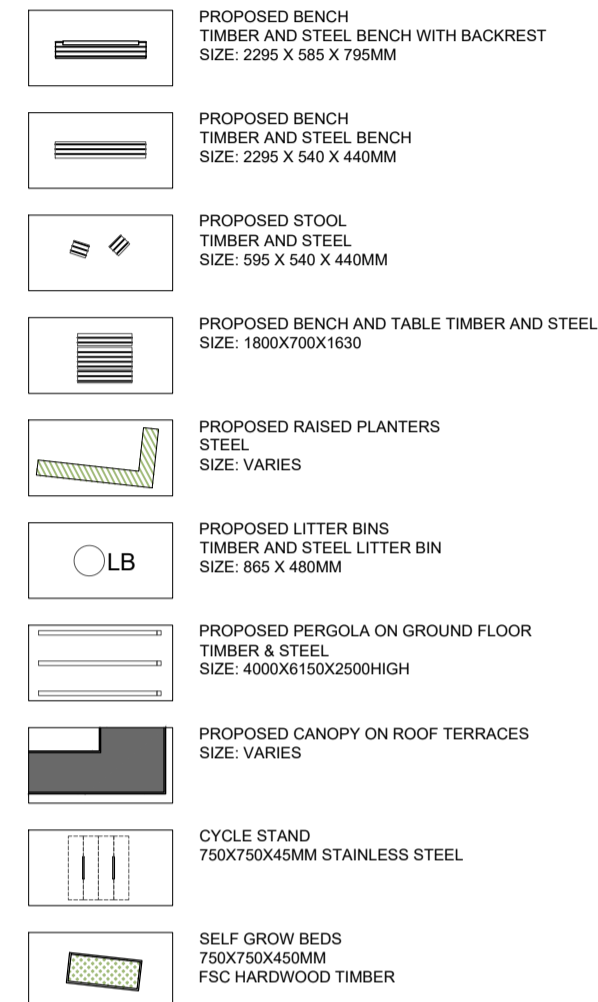 PROPOSED BENCH
TIMBER AND STEEL BENCH WITH BACKREST
SIZE: 2295 X 585 X 795MM
PROPOSED BENCH
TIMBER AND STEEL BENCH
SIZE: 2295 X 540 X 440MM
PROPOSED STOOL
TIMBER AND STEEL
SIZE: 595 X 540 X 440MM
PROPOSED BENCH AND TABLE TIMBER AND STEEL
SIZE: 1800X700X1630
PROPOSED RAISED PLANTERS
STEEL
SIZE: VARIES
LB
PROPOSED LITTER BINS
TIMBER AND STEEL LITTER BIN
SIZE: 865 X 480MM
PROPOSED PERGOLA ON GROUND FLOOR
TIMBER & STEEL
SIZE: 4000X6150X2500HIGH
PROPOSED CANOPY ON ROOF TERRACES
SIZE: VARIES
CYCLE STAND
750X750X45MM STAINLESS STEEL
SELF GROW BEDS
750X750X450MM
FSC HARDWOOD TIMBER